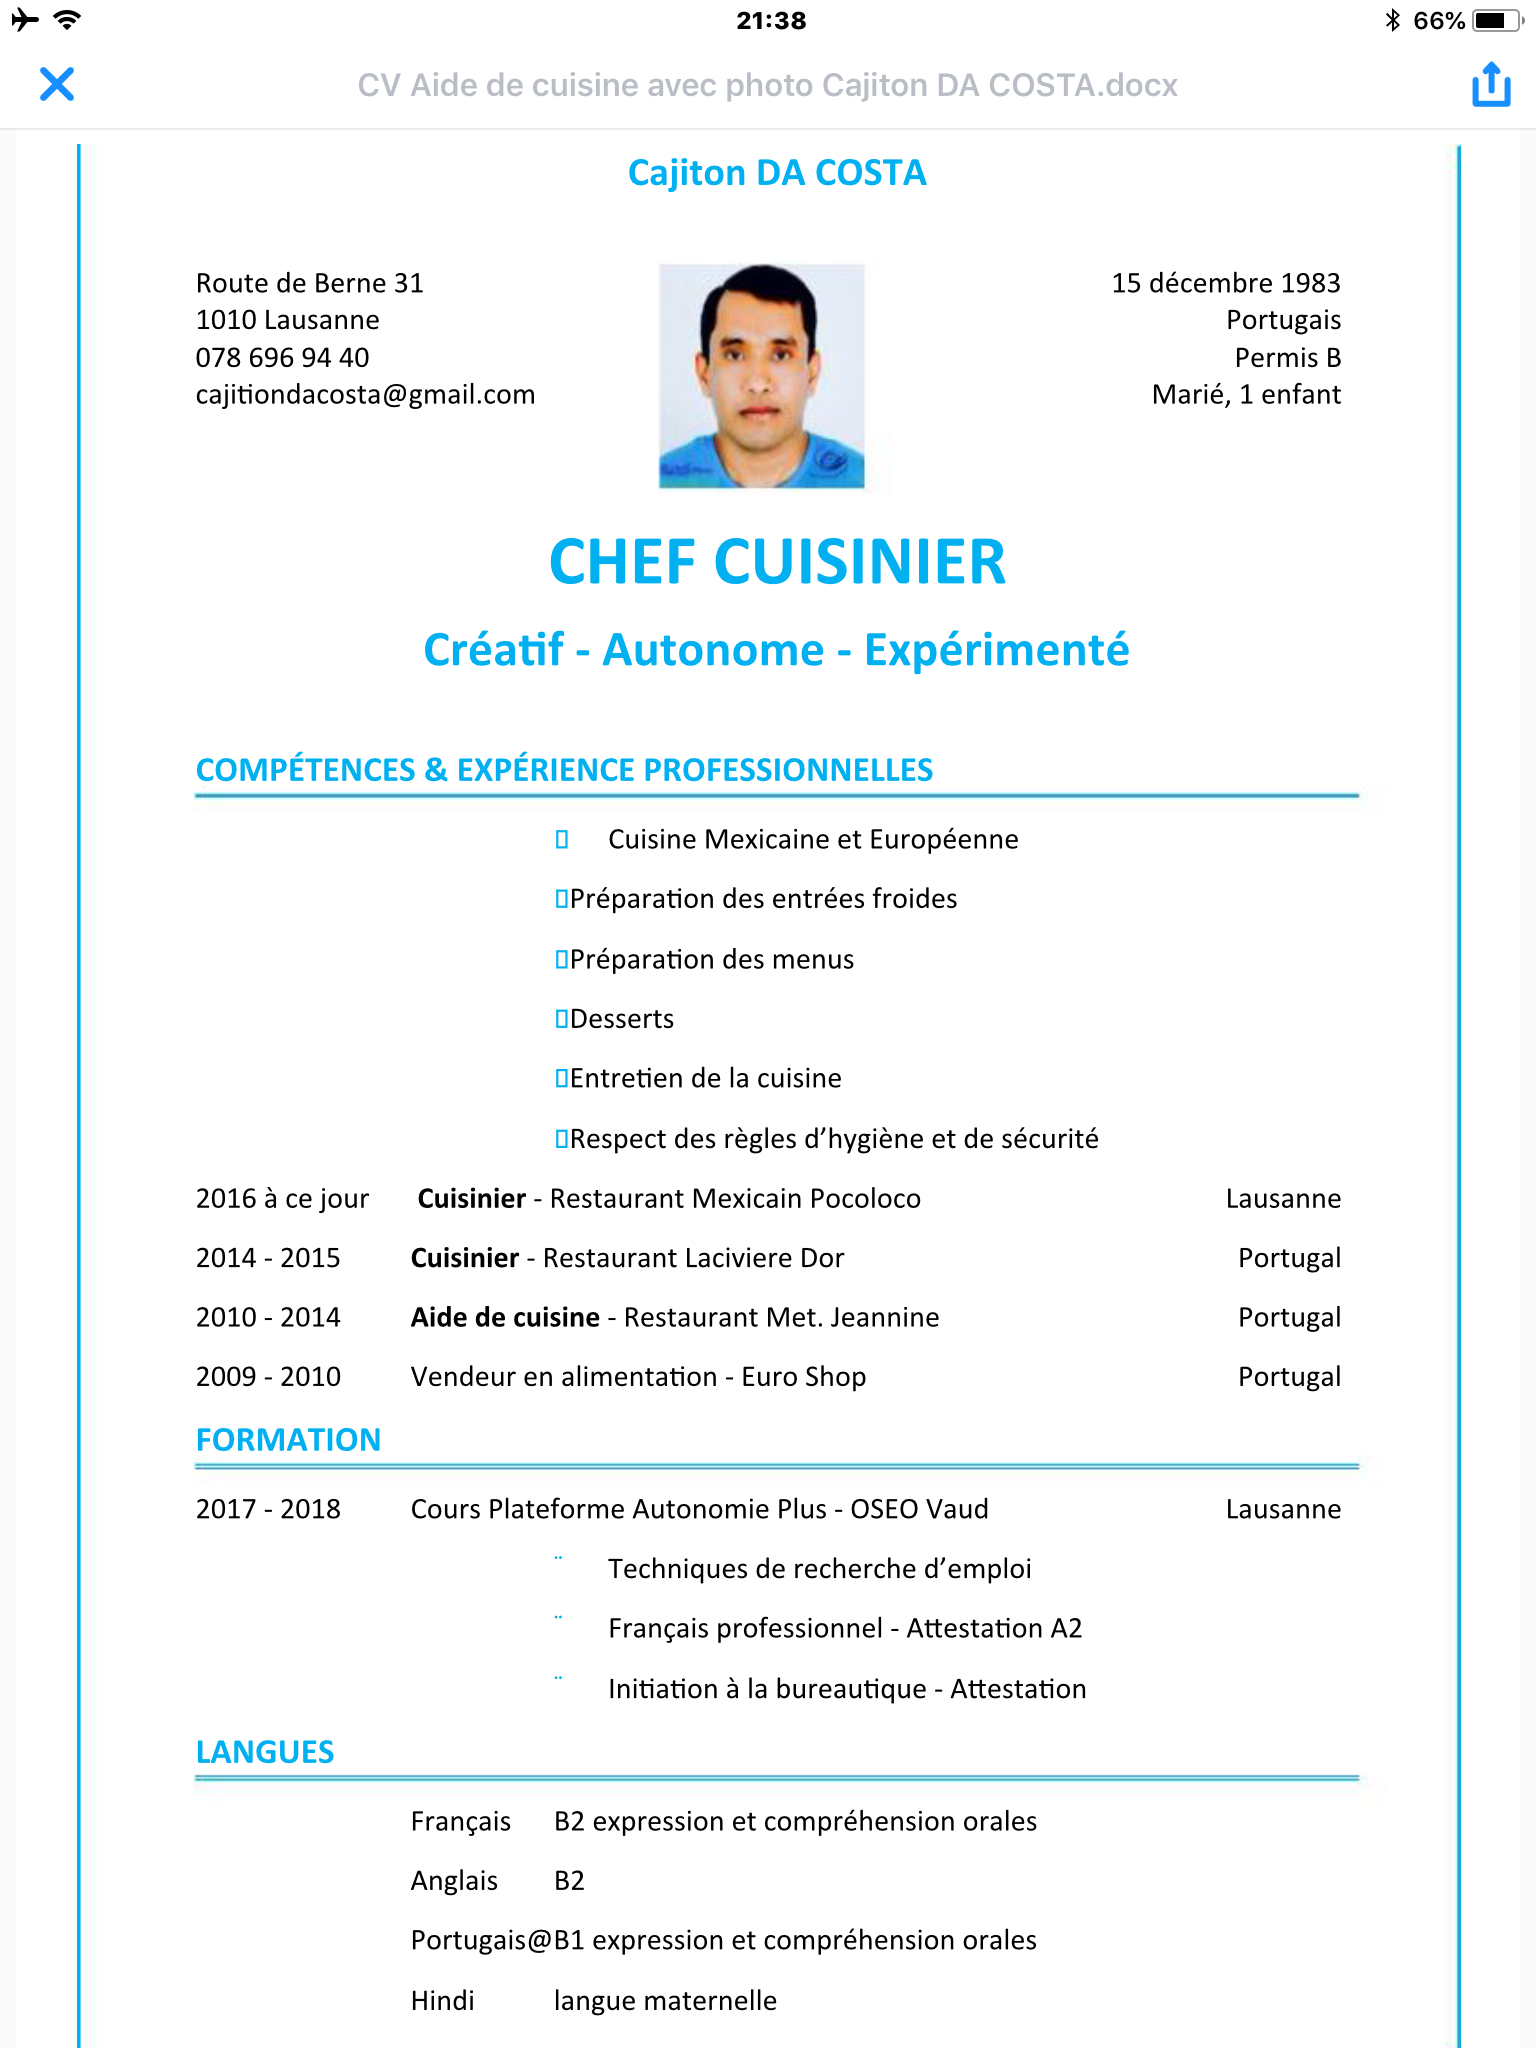 21:38
66%
CV Aide de cuisine avec photo Cajiton DA COSTA.docx
Cajiton DA COSTA
Route de Berne 31
15 décembre 1983
1010 Lausanne
Portugais
078 696 94 40
Permis B
cajitiondacosta@gmail.com
Marié, 1 enfant
CHEF CUISINIER
Créatif - Autonome - Expérimenté
COMPÉTENCES & EXPÉRIENCE PROFESSIONNELLES
Cuisine Mexicaine et Européenne
Préparation des entrées froides
Préparation des menus
Desserts
Entretien de la cuisine
Respect des règles d’hygiène et de sécurité
2016 à ce jour Cuisinier - Restaurant Mexicain Pocoloco Lausanne
2014 - 2015 Cuisinier - Restaurant Laciviere Dor Portugal
2010 - 2014 Aide de cuisine - Restaurant Met. Jeannine Portugal
2009 - 2010 Vendeur en alimentation - Euro Shop Portugal
FORMATION
2017 - 2018 Cours Plateforme Autonomie Plus - OSEO Vaud Lausanne
¨ Techniques de recherche d’emploi
¨ Français professionnel - Attestation A2
¨ Initiation à la bureautique - Attestation
LANGUES
Français B2 expression et compréhension orales
Anglais B2
Portugais@B1 expression et compréhension orales
Hindi langue maternelle